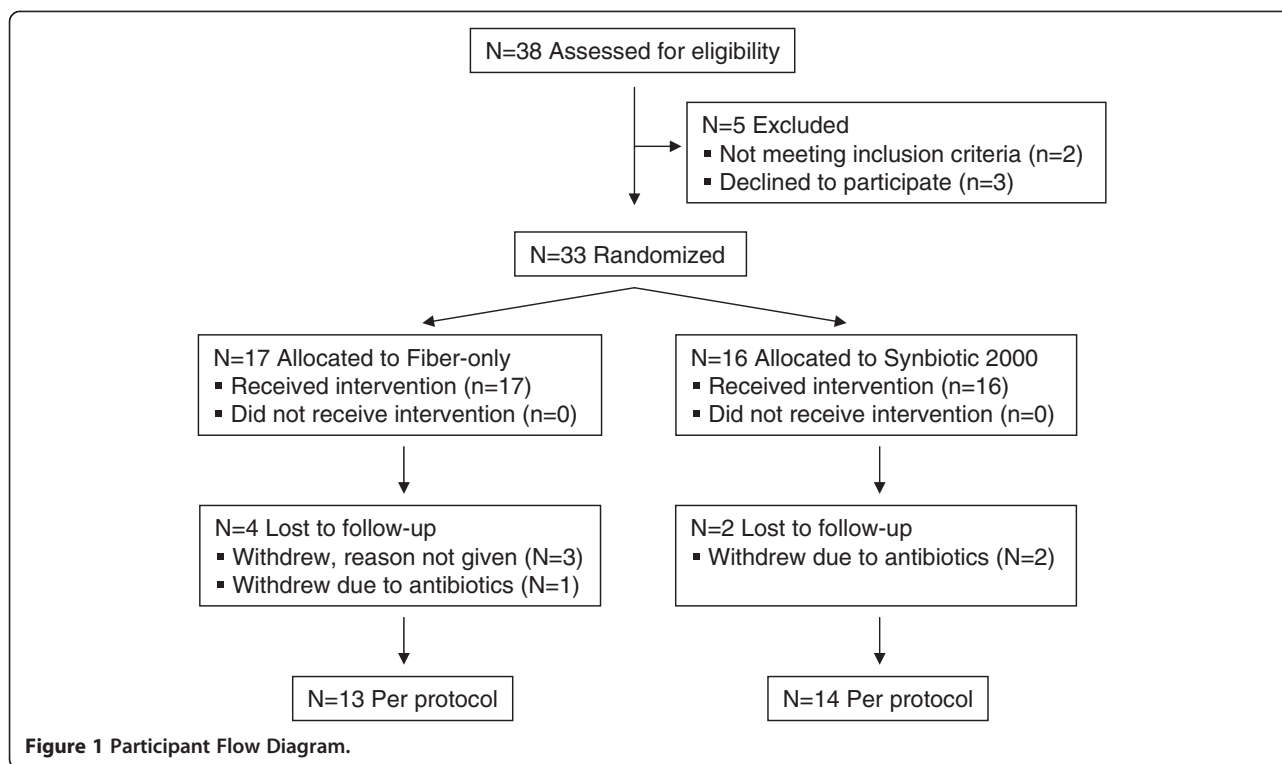 N=38 Assessed for eligibility
N=5 Excluded
▪ Not meeting inclusion criteria (n=2)
▪ Declined to participate (n=3)
N=33 Randomized
N=17 Allocated to Fiber-only
▪ Received intervention (n=17)
▪ Did not receive intervention (n=0)
N=16 Allocated to Synbiotic 2000
▪ Received intervention (n=16)
▪ Did not receive intervention (n=0)
N=4 Lost to follow-up
▪ Withdrew, reason not given (N=3)
▪ Withdrew due to antibiotics (N=1)
N=2 Lost to follow-up
▪ Withdrew due to antibiotics (N=2)
N=13 Per protocol
N=14 Per protocol
Figure 1 Participant Flow Diagram.